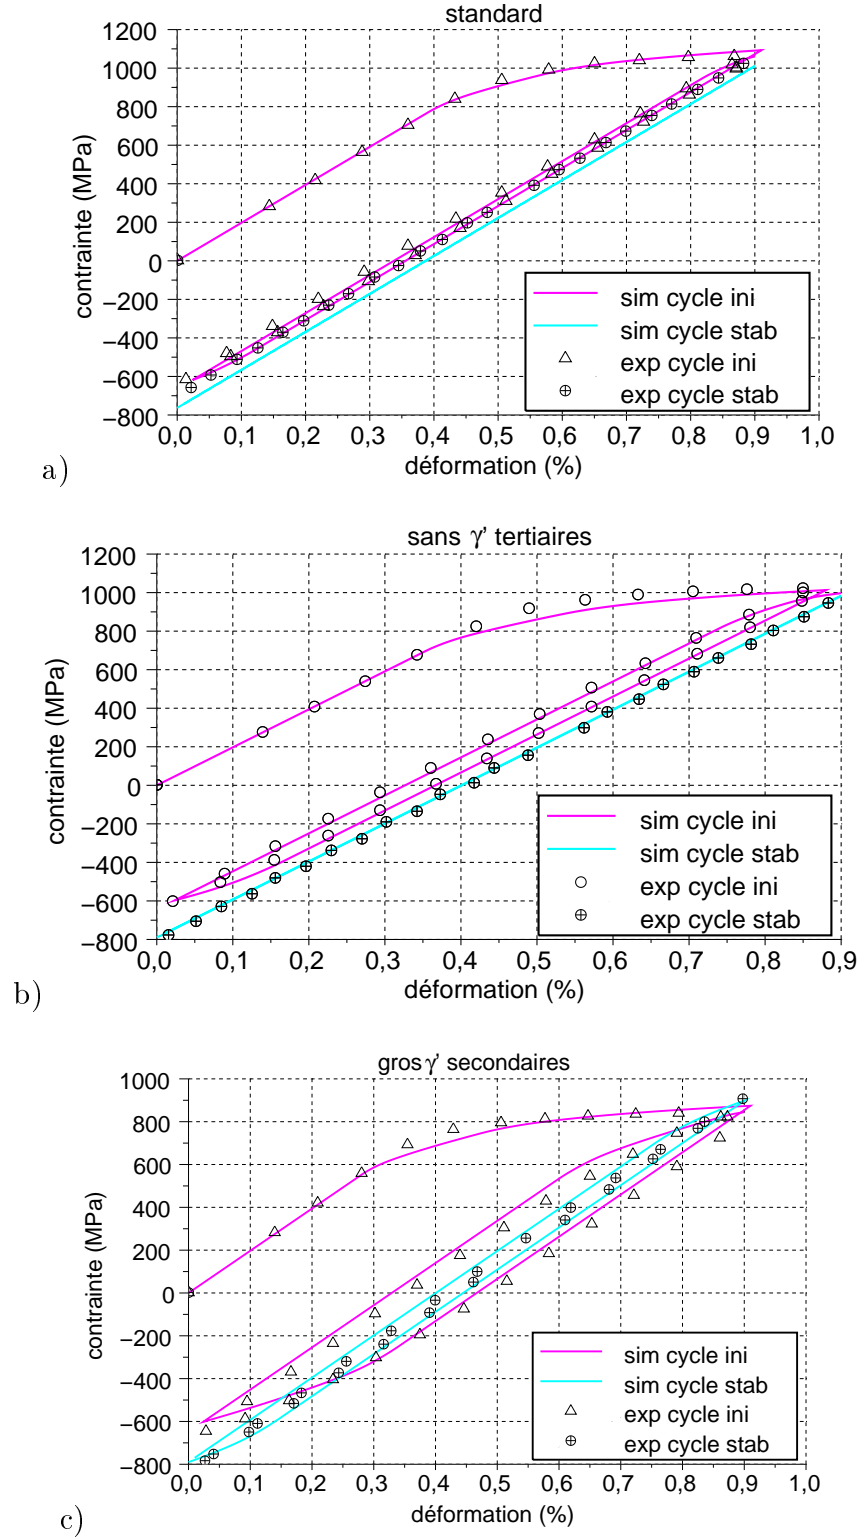 standard
1200
1000
800
600
400
200
0
−200
−400
−600
−800
contrainte (MPa)
sim cycle ini
sim cycle stab
exp cycle ini
exp cycle stab
0,0 0,1 0,2 0,3 0,4 0,5 0,6 0,7 0,8 0,9 1,0
déformation (%)
a)
sans γ' tertiaires
1200
1000
800
600
400
200
0
−200
−400
−600
−800
contrainte (MPa)
sim cycle ini
sim cycle stab
exp cycle ini
exp cycle stab
0,0 0,1 0,2 0,3 0,4 0,5 0,6 0,7 0,8 0,9
déformation (%)
b)
gros γ' secondaires
1000
800
600
400
200
0
−200
−400
−600
−800
contrainte (MPa)
sim cycle ini
sim cycle stab
exp cycle ini
exp cycle stab
0,0 0,1 0,2 0,3 0,4 0,5 0,6 0,7 0,8 0,9 1,0
déformation (%)
c)